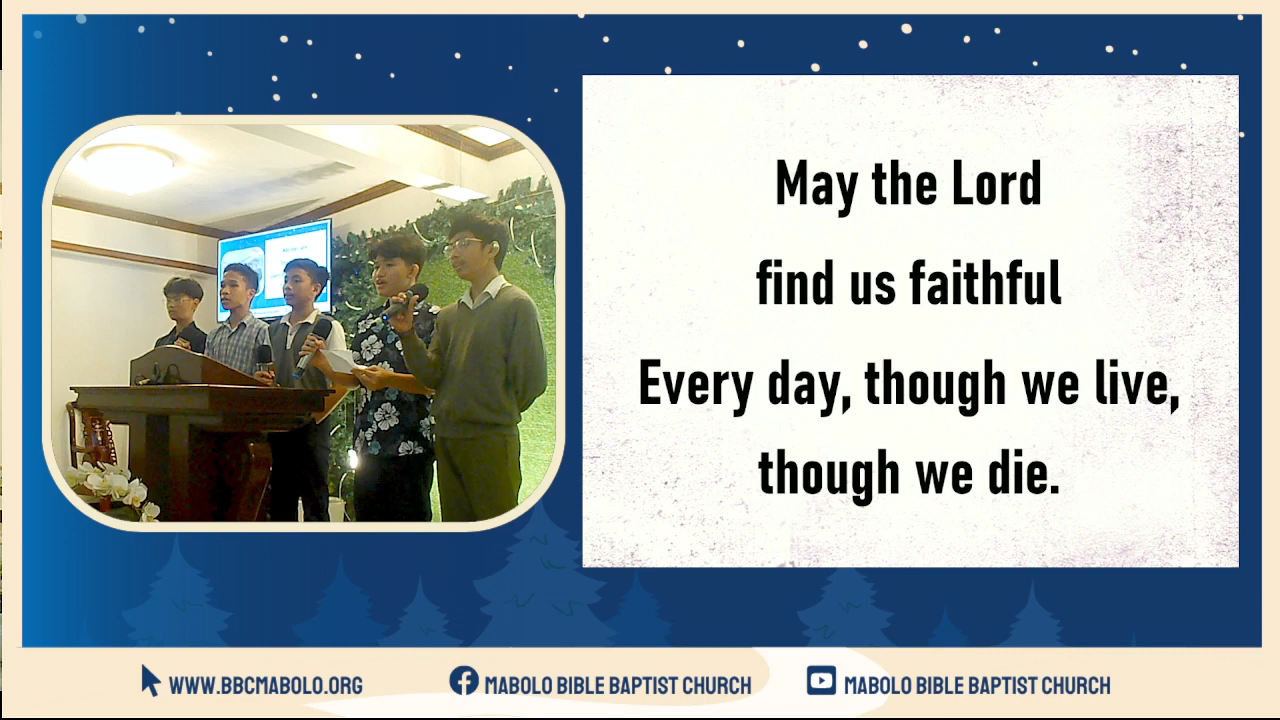 May the Lord
find us faithful
Every day, though we live,
though we die.
WWW.BBCMABOLO.ORG
MABOLO BIBLE BAPTIST CHURCH
MABOLO BIBLE BAPTIST CHURCH